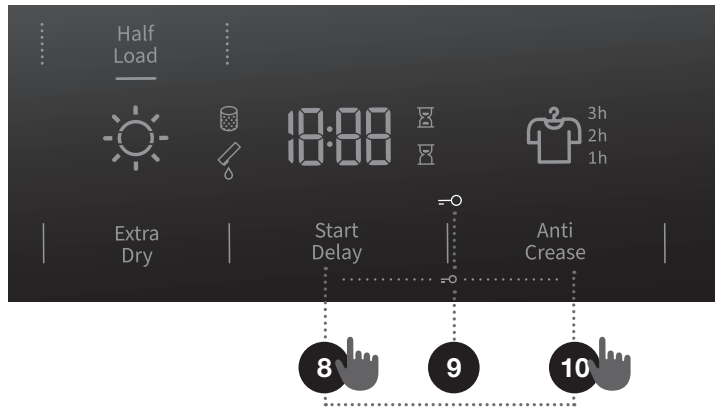 Half
Load
18:88
3h
2h
1h
Extra
Dry
Start
Delay
Anti
Crease
8
9
10